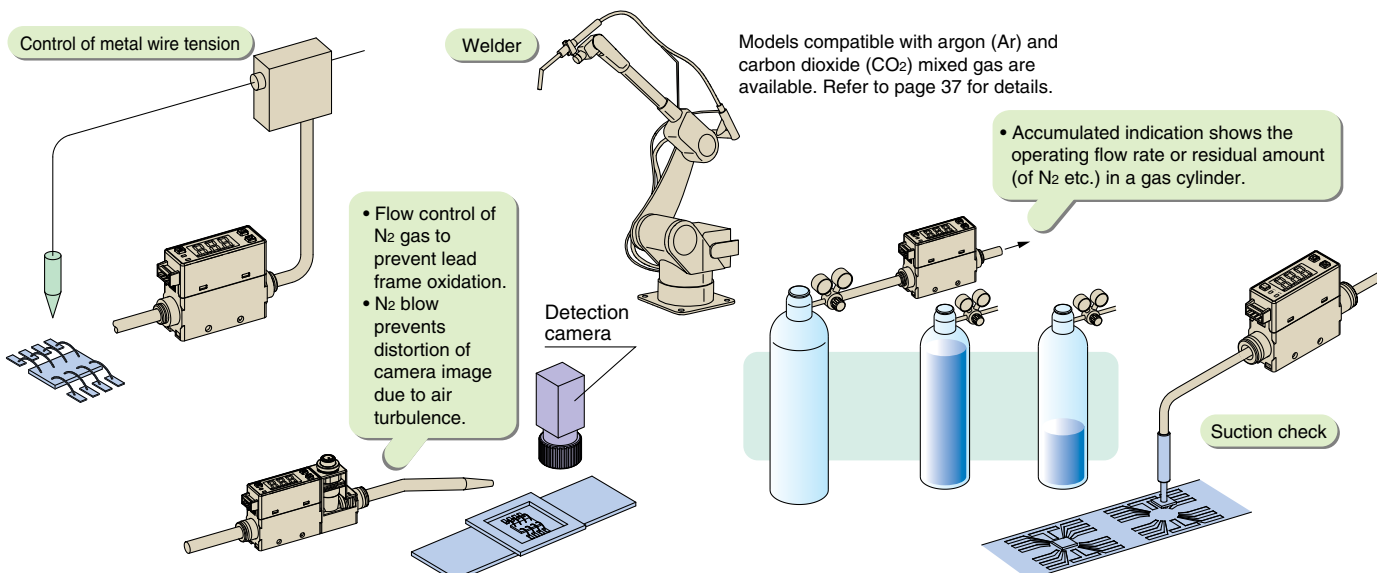 Control of metal wire tension
Welder
Models compatible with argon (Ar) and
carbon dioxide (CO2) mixed gas are
available. Refer to page 37 for details.
• Accumulated indication shows the
operating flow rate or residual amount
(of N2 etc.) in a gas cylinder.
• Flow control of
N2 gas to
prevent lead
frame oxidation.
• N2 blow
prevents
distortion of
camera image
due to air
turbulence.
Detection
camera
Suction check